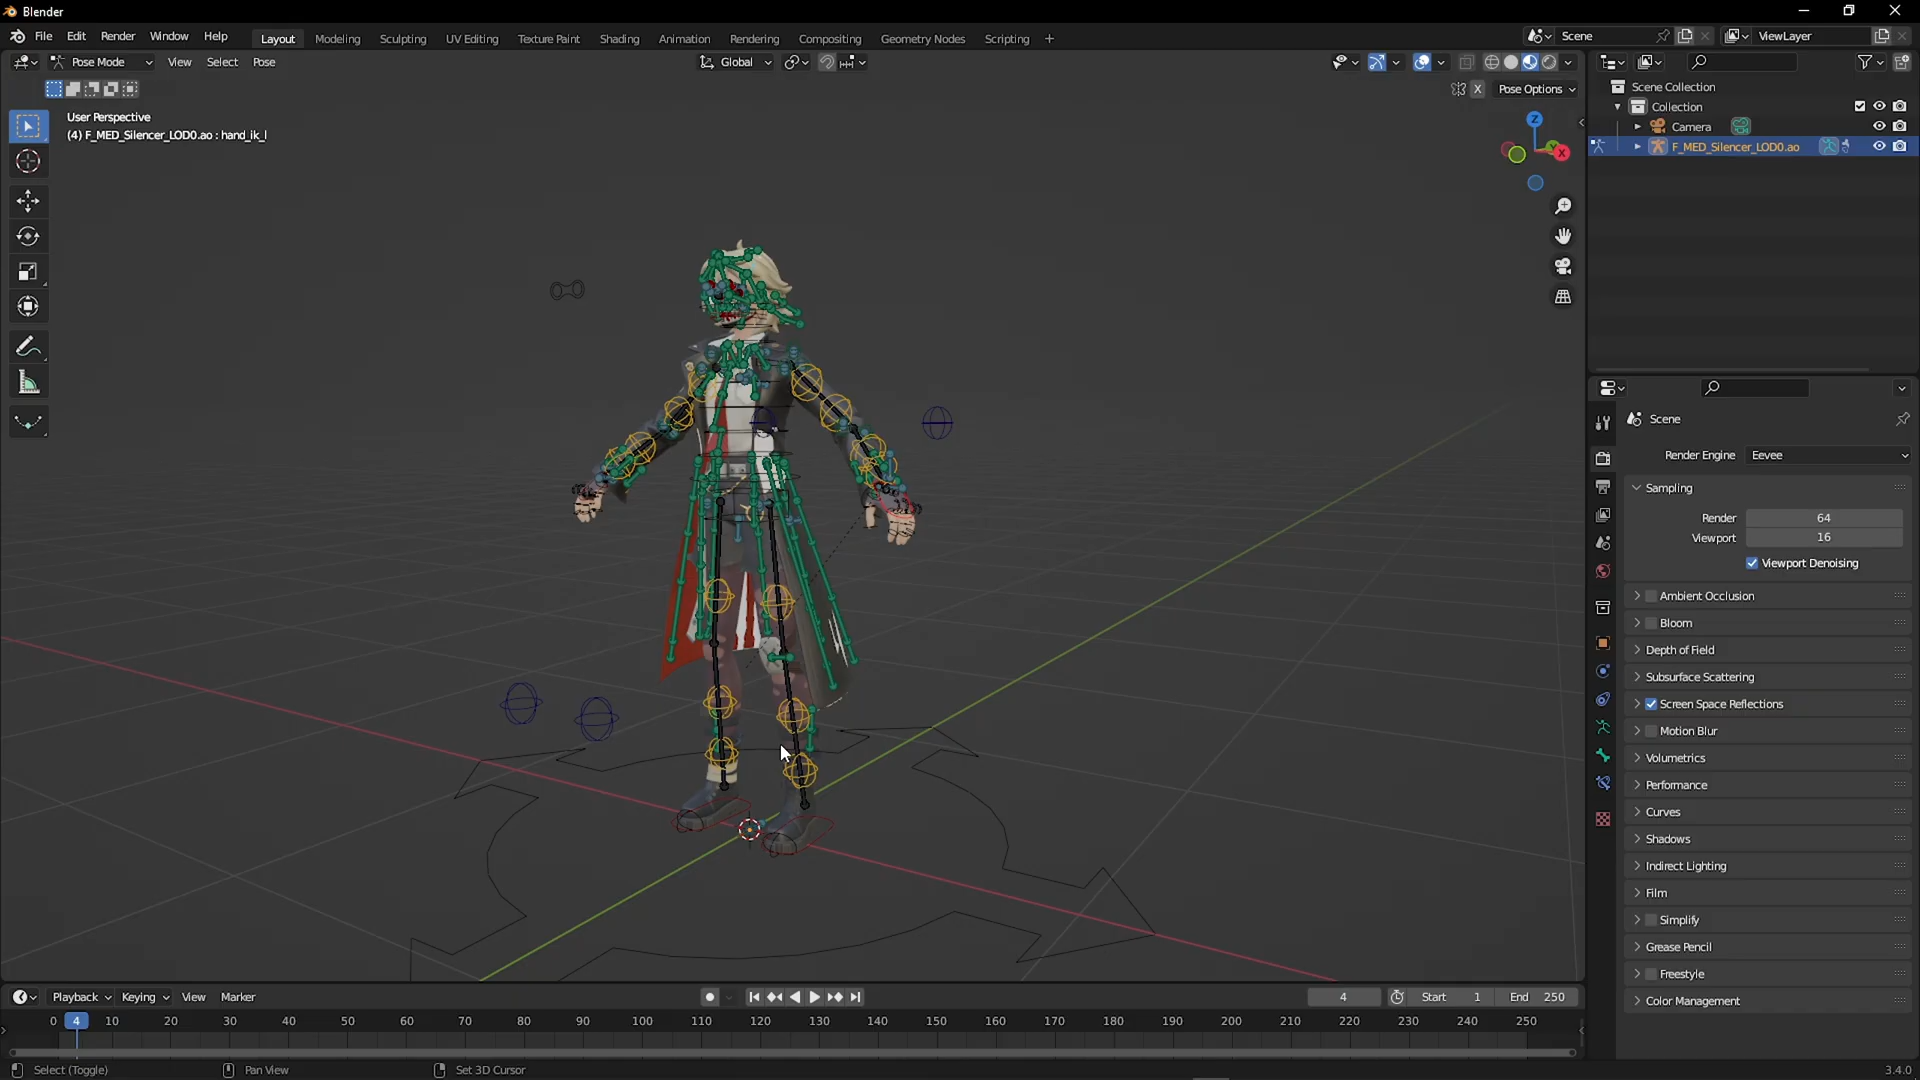 Blender
File Edit Render Window Help Layout Modeling Sculpting UV Editing Texture Paint Shading Animation Rendering Compositing Geometry Nodes Scripting + Scene ViewLayer
Pose Mode View Select Pose Global
X Pose Options
User Perspective
(4) F_MED_Silencer_LOD0.ao : hand_ik_l
Z
X
Scene Collection
Collection
Camera
F_MED_Silencer_LOD0.ao
Scene
Render Engine Eevee
Sampling
Render 64
Viewport 16
Viewport Denoising
Ambient Occlusion
Bloom
Depth of Field
Subsurface Scattering
Screen Space Reflections
Motion Blur
Volumetrics
Performance
Curves
Shadows
Indirect Lighting
Film
Simplify
Grease Pencil
Freestyle
Color Management
Playback Keying View Marker 4 Start 1 End 250
0 4 10 20 30 40 50 60 70 80 90 100 110 120 130 140 150 160 170 180 190 200 210 220 230 240 250
Select (Toggle) Pan View Set 3D Cursor 3.4.0